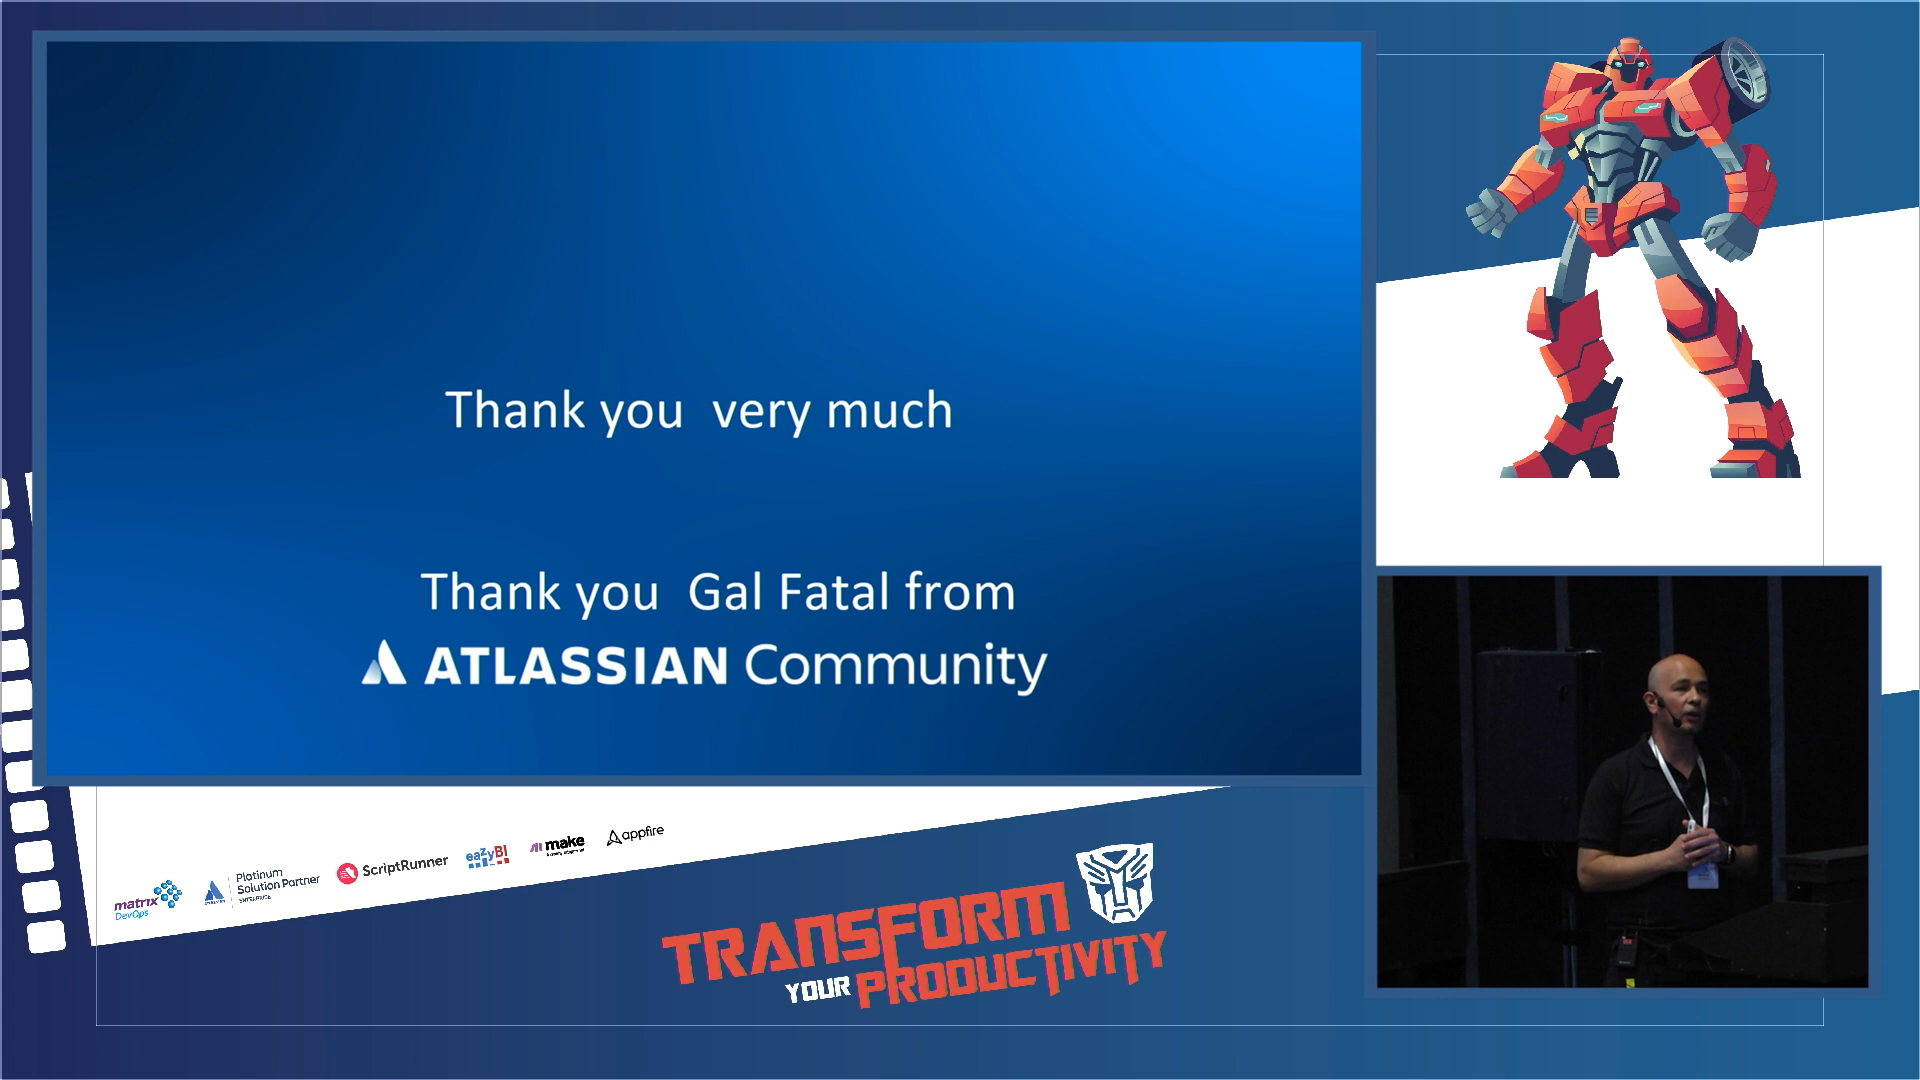 Thank you  very much
Thank you  Gal Fatal from
ATLASSIAN Community
matrix
DevOps
Platinum
Solution Partner
ENTERPRISE
ScriptRunner
eazyBI
make
appfire
TRANSFORM
YOUR PRODUCTIVITY